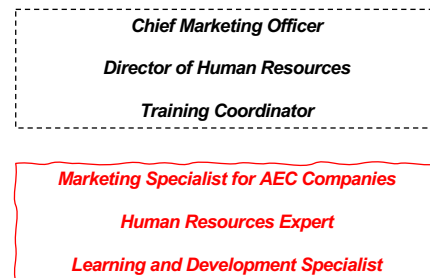 Chief Marketing Officer
Director of Human Resources
Training Coordinator
Marketing Specialist for AEC Companies
Human Resources Expert
Learning and Development Specialist